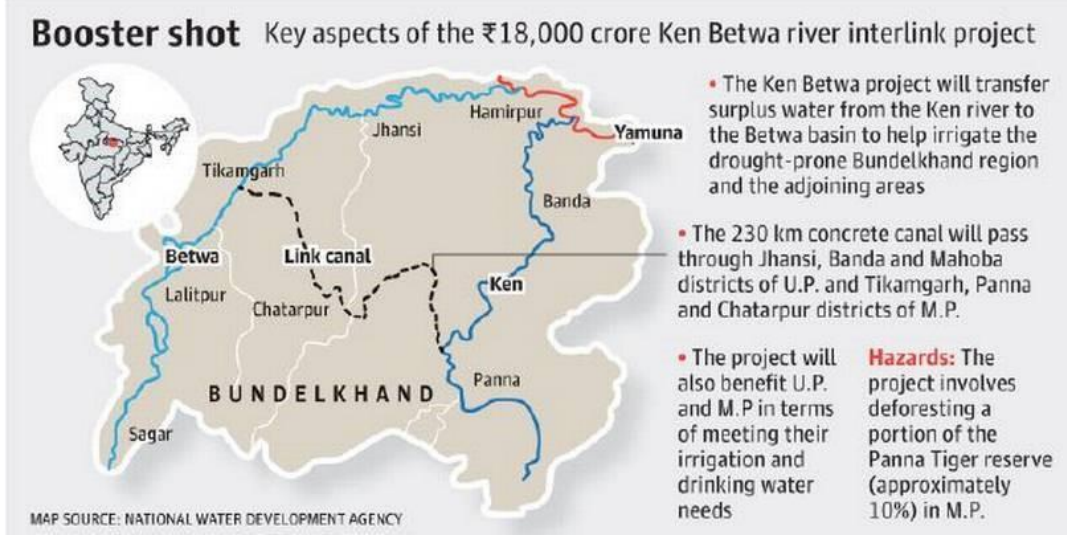 Booster shot Key aspects of the ₹18,000 crore Ken Betwa river interlink project
Hamirpur
Jhansi
Yamuna
Tikamgarh
Banda
Betwa
Link canal
Ken
Lalitpur
Chatarpur
Panna
BUNDELKHAND
Sagar
MAP SOURCE: NATIONAL WATER DEVELOPMENT AGENCY
• The Ken Betwa project will transfer
surplus water from the Ken river to
the Betwa basin to help irrigate the
drought-prone Bundelkhand region
and the adjoining areas
• The 230 km concrete canal will pass
through Jhansi, Banda and Mahoba
districts of U.P. and Tikamgarh, Panna
and Chatarpur districts of M.P.
• The project will
also benefit U.P.
and M.P in terms
of meeting their
irrigation and
drinking water
needs
Hazards: The
project involves
deforesting a
portion of the
Panna Tiger reserve
(approximately
10%) in M.P.